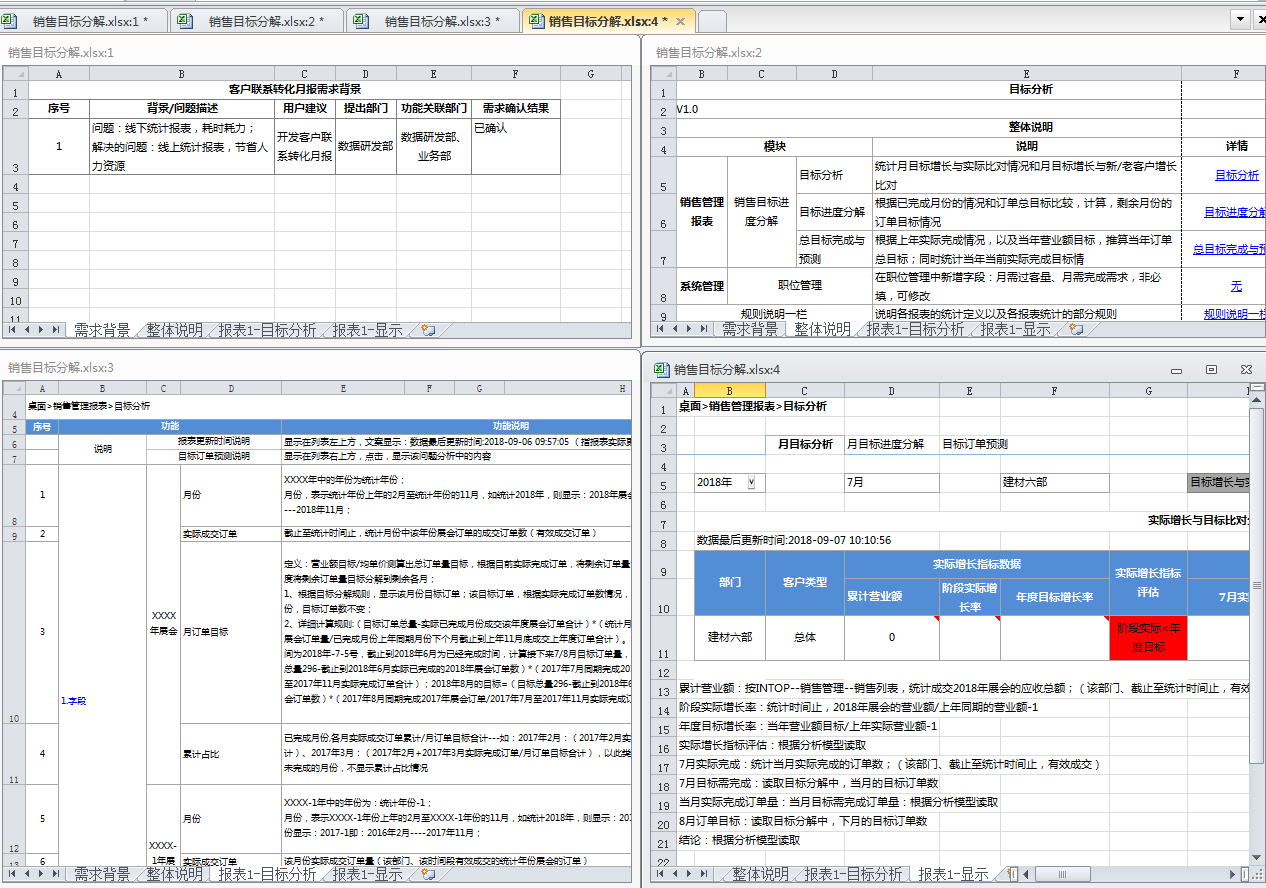 销售目标分解.xlsx:1 * 销售目标分解.xlsx:2 * 销售目标分解.xlsx:3 * 销售目标分解.xlsx:4 *
销售目标分解.xlsx:1
A B C D E F G
1 客户联系转化月报需求背景
2 序号 背景/问题描述 用户建议 提出部门 功能关联部门 需求确认结果
3 1 问题：线下统计报表，耗时耗力； 解决的问题：线上统计报表，节省人力资源 开发客户联系转化月报 数据研发部 数据研发部、业务部 已确认
4
5
6
7
8
9
10
11
需求背景 整体说明 报表1-目标分析 报表1-显示
销售目标分解.xlsx:2
B C D E F
1 目标分析
2 V1.0
3 整体说明
4 模块 说明 详情
5 销售管理报表 销售目标进度分解 目标分析 统计月目标增长与实际比对情况和月目标增长与新/老客户增长比对 目标分析
6 目标进度分解 根据已完成月份的情况和订单总目标比较，计算，剩余月份的订单目标情况 目标进度分解
7 总目标完成与预测 根据上年实际完成情况，以及当年营业额目标，推算当年订单总目标；同时统计当年当前实际完成目标情 总目标完成与预
8 系统管理 职位管理 在职位管理中新增字段：月需过客量、月需完成需求，非必填，可修改 无
9 规则说明一栏 说明各报表的统计定义以及各报表统计的部分规则 规则说明一栏
需求背景 整体说明 报表1-目标分析 报表1-显示
销售目标分解.xlsx:3
A B C D E F G H
4 桌面>销售管理报表>目标分析
5 序号 功能 功能说明
6 说明 报表更新时间说明 显示在列表左上方，文案显示：数据最后更新时间:2018-09-06 09:57:05（指报表实际更
7 目标订单预测说明 显示在列表右上方，点击，显示该问题分析中的内容
8 1 月份 XXXX年中的年份为统计年份；
月份，表示统计年份上年的2月至统计年份的11月，如统计2018年，则显示：2018年展会
---2018年11月；
9 2 实际成交订单 截止至统计时间止，统计月份中该年份展会订单的成交订单数（有效成交订单）
10 3 1.字段 XXXX年展会 月订单目标 定义：营业额目标/均单价测算出总订单量目标，根据目前实际完成订单，将剩余订单量
度将剩余订单量目标分解到剩余各月；
1、根据目标分解规则，显示该月份目标订单；该目标订单，根据实际完成订单数情况，
份，目标订单数不变；
2、详细计算规则:（目标订单总量-实际已完成月份成交该年度展会订单合计）*（统计月
展会订单量/已完成月份上年同期月份下个月截止到上年11月底成交上年度订单合计）。
间为2018年-7-5号，截止到2018年6月为已经完成时间，计算接下来7/8月目标订单量，
总量296-截止到2018年6月实际已完成的2018年展会订单数）*（2017年7月同期完成20
至2017年11月实际完成订单合计）；2018年8月的目标=（目标总量296-截止到2018年6
会订单数）*（2017年8月同期完成2017年展会订单/2017年7月至2017年11月实际完成订
11 4 累计占比 已完成月份,各月实际成交订单累计/月订单目标合计---如：2017年2月:（2017年2月实
计）、2017年3月：（2017年2月+2017年3月实际完成订单/月订单目标合计），以此类
未完成的月份，不显示累计占比情况
12 5 XXXX-1年展 月份 XXXX-1年中的年份为：统计年份-1；
月份，表示XXXX-1年份上年的2月至XXXX-1年份的11月，如统计2018年，则显示：201
份显示：2017-1即：2016年2月----2017年11月；
13 6 实际成交订单 该月份实际成交订单量（该部门、该时间段有效成交的统计年份展会的订单）
需求背景 整体说明 报表1-目标分析 报表1-显示
销售目标分解.xlsx:4
A B C D E F G
1 桌面>销售管理报表>目标分析
2
3 月目标分析 月目标进度分解 目标订单预测
4
5 2018年 7月 建材六部 目标增长与实
6
7 实际增长与目标比对分
8 数据最后更新时间:2018-09-07 10:10:56
9 部门 客户类型 实际增长指标数据 实际增长指标评估
10 累计营业额 阶段实际增长率 年度目标增长率 7月实
11 建材六部 总体 0 阶段实际<年度目标
12
13 累计营业额：按INTOP--销售管理--销售列表，统计成交2018年展会的应收总额；（该部门、截止至统计时间止，有效
14 阶段实际增长率：统计时间止，2018年展会的营业额/上年同期的营业额-1
15 年度目标增长率：当年营业额目标/上年实际营业额-1
16 实际增长指标评估：根据分析模型读取
17 7月实际完成：统计当月实际完成的订单数；（该部门、截止至统计时间止，有效成交）
18 7月目标需完成：读取目标分解中，当月的目标订单数
19 当月实际完成订单量：当月目标需完成订单量：根据分析模型读取
20 8月订单目标：读取目标分解中，下月的目标订单数
21 结论：根据分析模型读取
22
整体说明 报表1-目标分析 报表1-显示